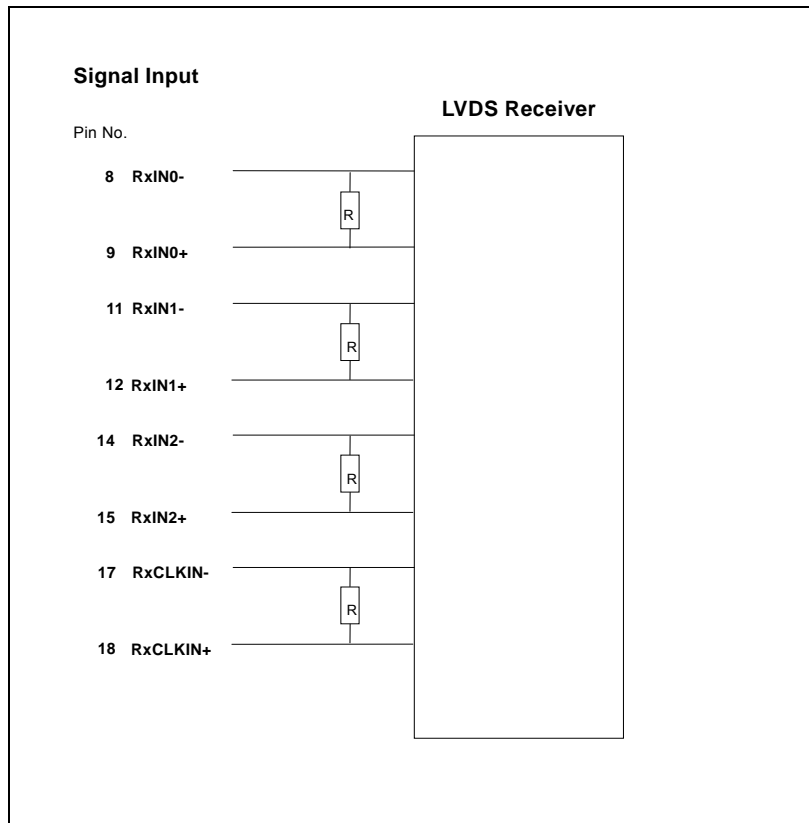 Signal Input
LVDS Receiver
Pin No.
8 RxIN0-
R
9 RxIN0+
11 RxIN1-
R
12 RxIN1+
14 RxIN2-
R
15 RxIN2+
17 RxCLKIN-
R
18 RxCLKIN+